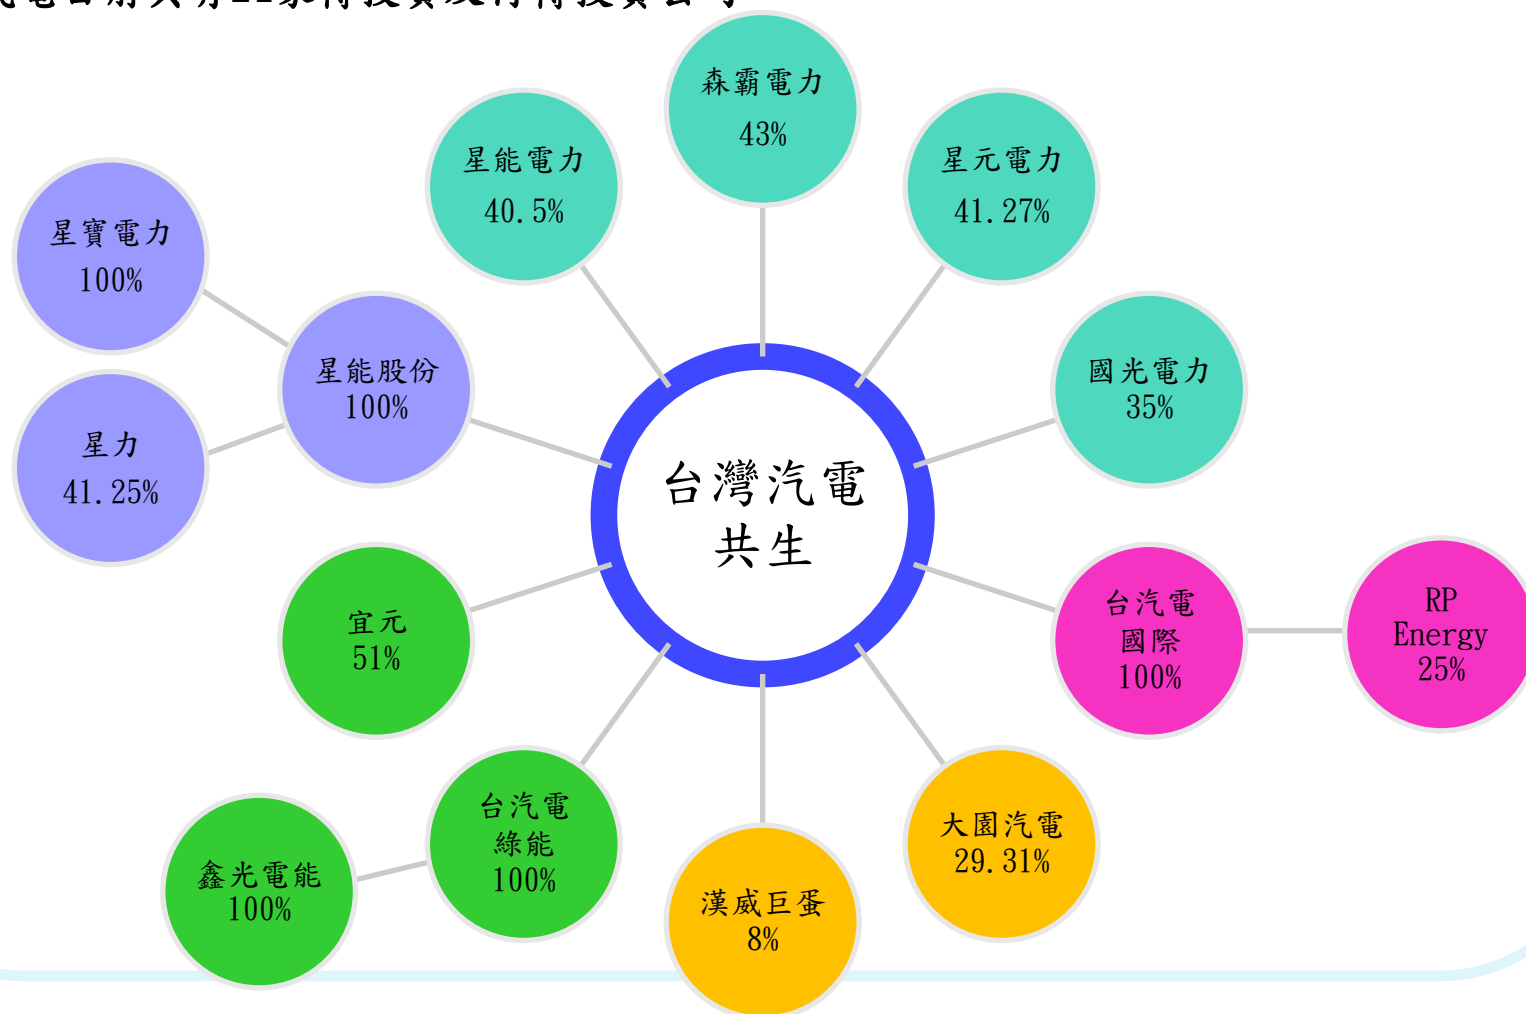 森霸電力
43%
星能電力
40.5%
星元電力
41.27%
星寶電力
100%
星能股份
100%
國光電力
35%
星力
41.25%
台灣汽電
共生
宜元
51%
台汽電
國際
100%
RP
Energy
25%
台汽電
綠能
100%
大園汽電
29.31%
鑫光電能
100%
漢威巨蛋
8%